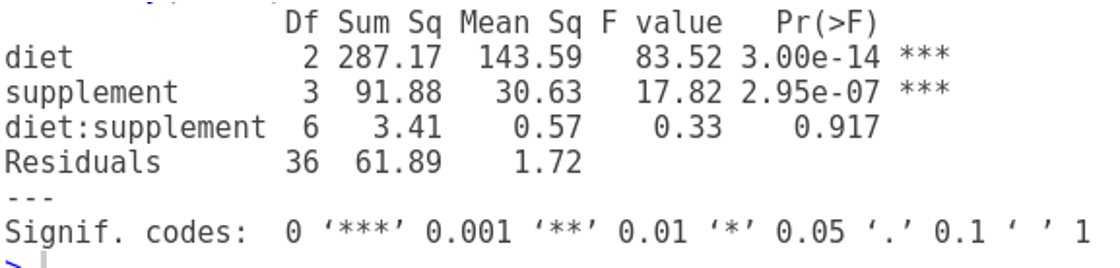 Df Sum Sq Mean Sq F value   Pr(>F)    
diet             2 287.17  143.59   83.52 3.00e-14 ***
supplement       3  91.88   30.63   17.82 2.95e-07 ***
diet:supplement  6   3.41    0.57    0.33    0.917    
Residuals       36  61.89    1.72
---
Signif. codes:  0 ‘***’ 0.001 ‘**’ 0.01 ‘*’ 0.05 ‘.’ 0.1 ‘ ’ 1
>